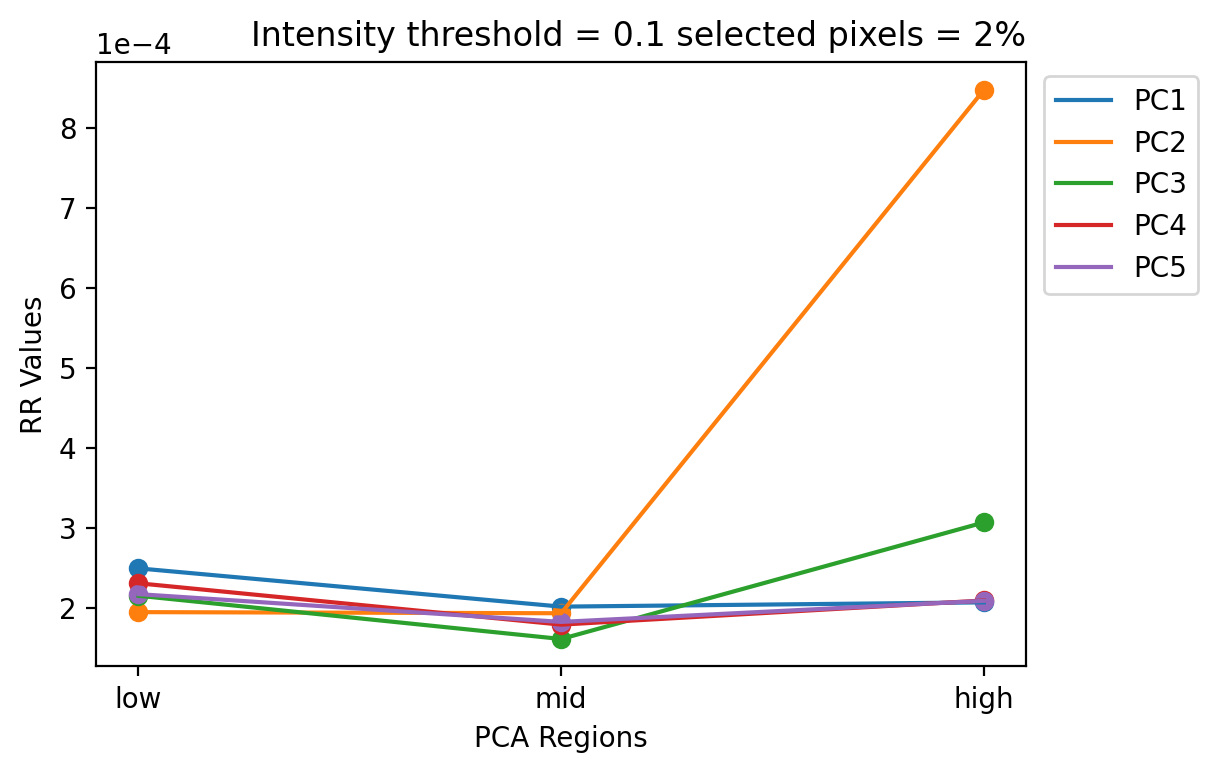 Intensity threshold = 0.1 selected pixels = 2%
1e−4
8
7
6
5
4
3
2
RR Values
low
mid
high
PCA Regions
PC1
PC2
PC3
PC4
PC5